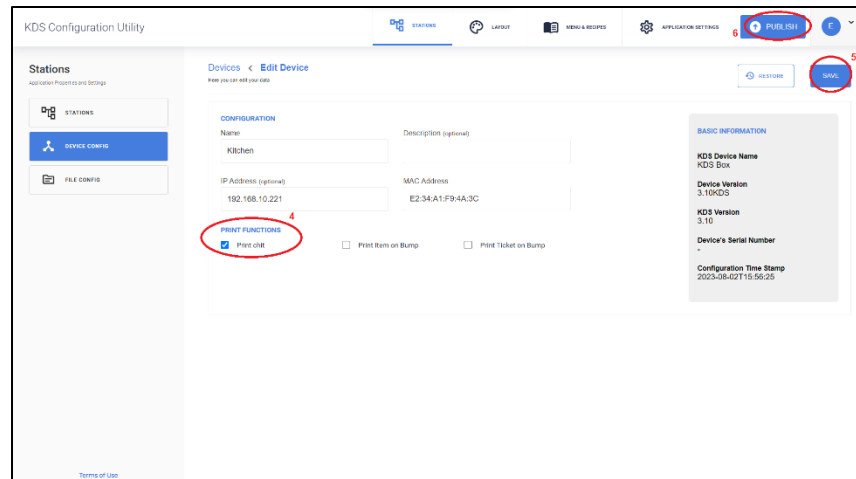 KDS Configuration Utility
STATIONS
LAYOUT
MENU & RECIPES
APPLICATION SETTINGS
6
PUBLISH
E
5
Stations
Application Properties and Settings
STATIONS
DEVICE CONFIG
FILE CONFIG
Devices < Edit Device
Here you can edit your data
RESTORE
SAVE
CONFIGURATION
Name
Description (optional)
Kitchen
IP Address (optional)
MAC Address
192.168.10.221
E2:34:A1:F9:4A:3C
4
PRINT FUNCTIONS
Print chit
Print Item on Bump
Print Ticket on Bump
BASIC INFORMATION
KDS Device Name
KDS Box
Device Version
3.10KDS
KDS Version
3.10
Device's Serial Number
-
Configuration Time Stamp
2023-08-02T15:56:25
Terms of Use